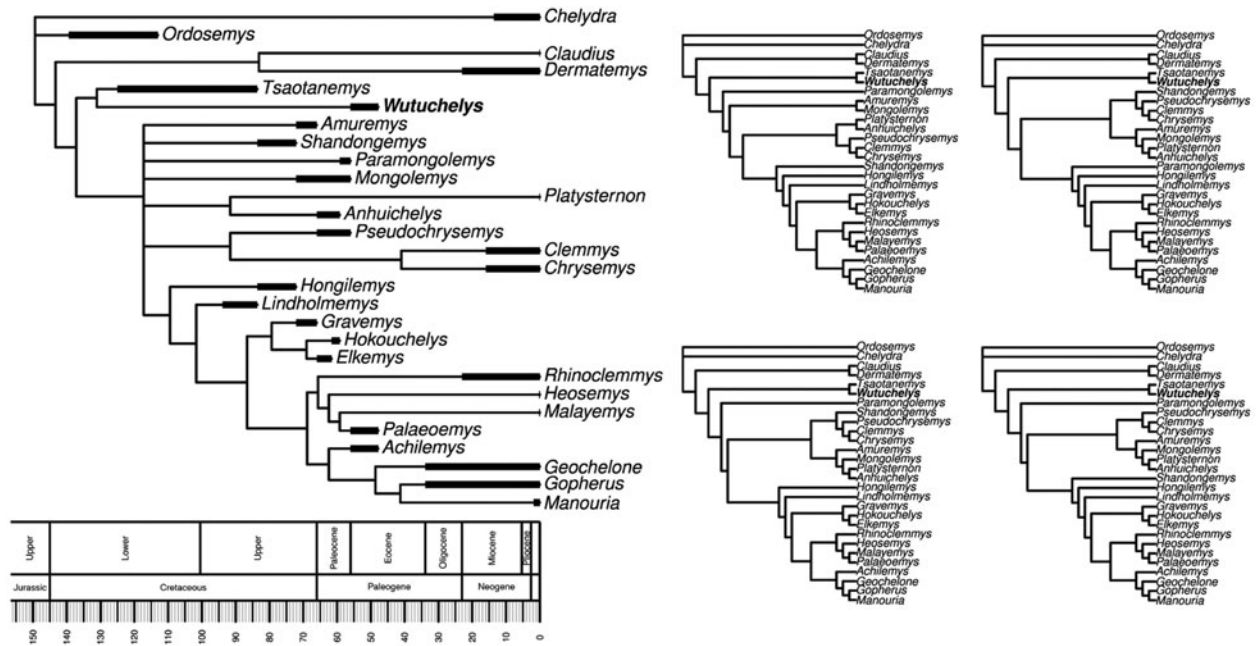 Chelydra
Ordosemys
Claudius
Dermatemys
Tsaotanemys
Wutuchelys
Amuremys
Shandongemys
Paramongolemys
Mongolemys
Platysternon
Anhuichelys
Pseudochrysemys
Clemmys
Chrysemys
Hongilemys
Lindholmemys
Gravemys
Hokouchelys
Elkemys
Rhinoclemmys
Heosemys
Malayemys
Palaeoemys
Achilemys
Geochelone
Gopherus
Manouria
Upper Lower Upper Paleocene Eocene Oligocene Miocene Pliocene
Jurassic Cretaceous Paleogene Neogene
150 140 130 120 110 100 90 80 70 60 50 40 30 20 10 0
Ordosemys
Chelydra
Claudius
Dermatemys
Tsaotanemys
Wutuchelys
Paramongolemys
Amuremys
Mongolemys
Platysternon
Anhuichelys
Pseudochrysemys
Clemmys
Chrysemys
Shandongemys
Hongilemys
Lindholmemys
Gravemys
Hokouchelys
Elkemys
Rhinoclemmys
Heosemys
Malayemys
Palaeoemys
Achilemys
Geochelone
Gopherus
Manouria
Ordosemys
Chelydra
Claudius
Dermatemys
Tsaotanemys
Wutuchelys
Shandongemys
Pseudochrysemys
Clemmys
Chrysemys
Amuremys
Mongolemys
Platysternon
Anhuichelys
Paramongolemys
Hongilemys
Lindholmemys
Gravemys
Hokouchelys
Elkemys
Rhinoclemmys
Heosemys
Malayemys
Palaeoemys
Achilemys
Geochelone
Gopherus
Manouria
Ordosemys
Chelydra
Claudius
Dermatemys
Tsaotanemys
Wutuchelys
Paramongolemys
Shandongemys
Pseudochrysemys
Clemmys
Chrysemys
Amuremys
Mongolemys
Platysternon
Anhuichelys
Hongilemys
Lindholmemys
Gravemys
Hokouchelys
Elkemys
Rhinoclemmys
Heosemys
Malayemys
Palaeoemys
Achilemys
Geochelone
Gopherus
Manouria
Ordosemys
Chelydra
Claudius
Dermatemys
Tsaotanemys
Wutuchelys
Paramongolemys
Pseudochrysemys
Clemmys
Chrysemys
Amuremys
Mongolemys
Platysternon
Anhuichelys
Shandongemys
Hongilemys
Lindholmemys
Gravemys
Hokouchelys
Elkemys
Rhinoclemmys
Heosemys
Malayemys
Palaeoemys
Achilemys
Geochelone
Gopherus
Manouria